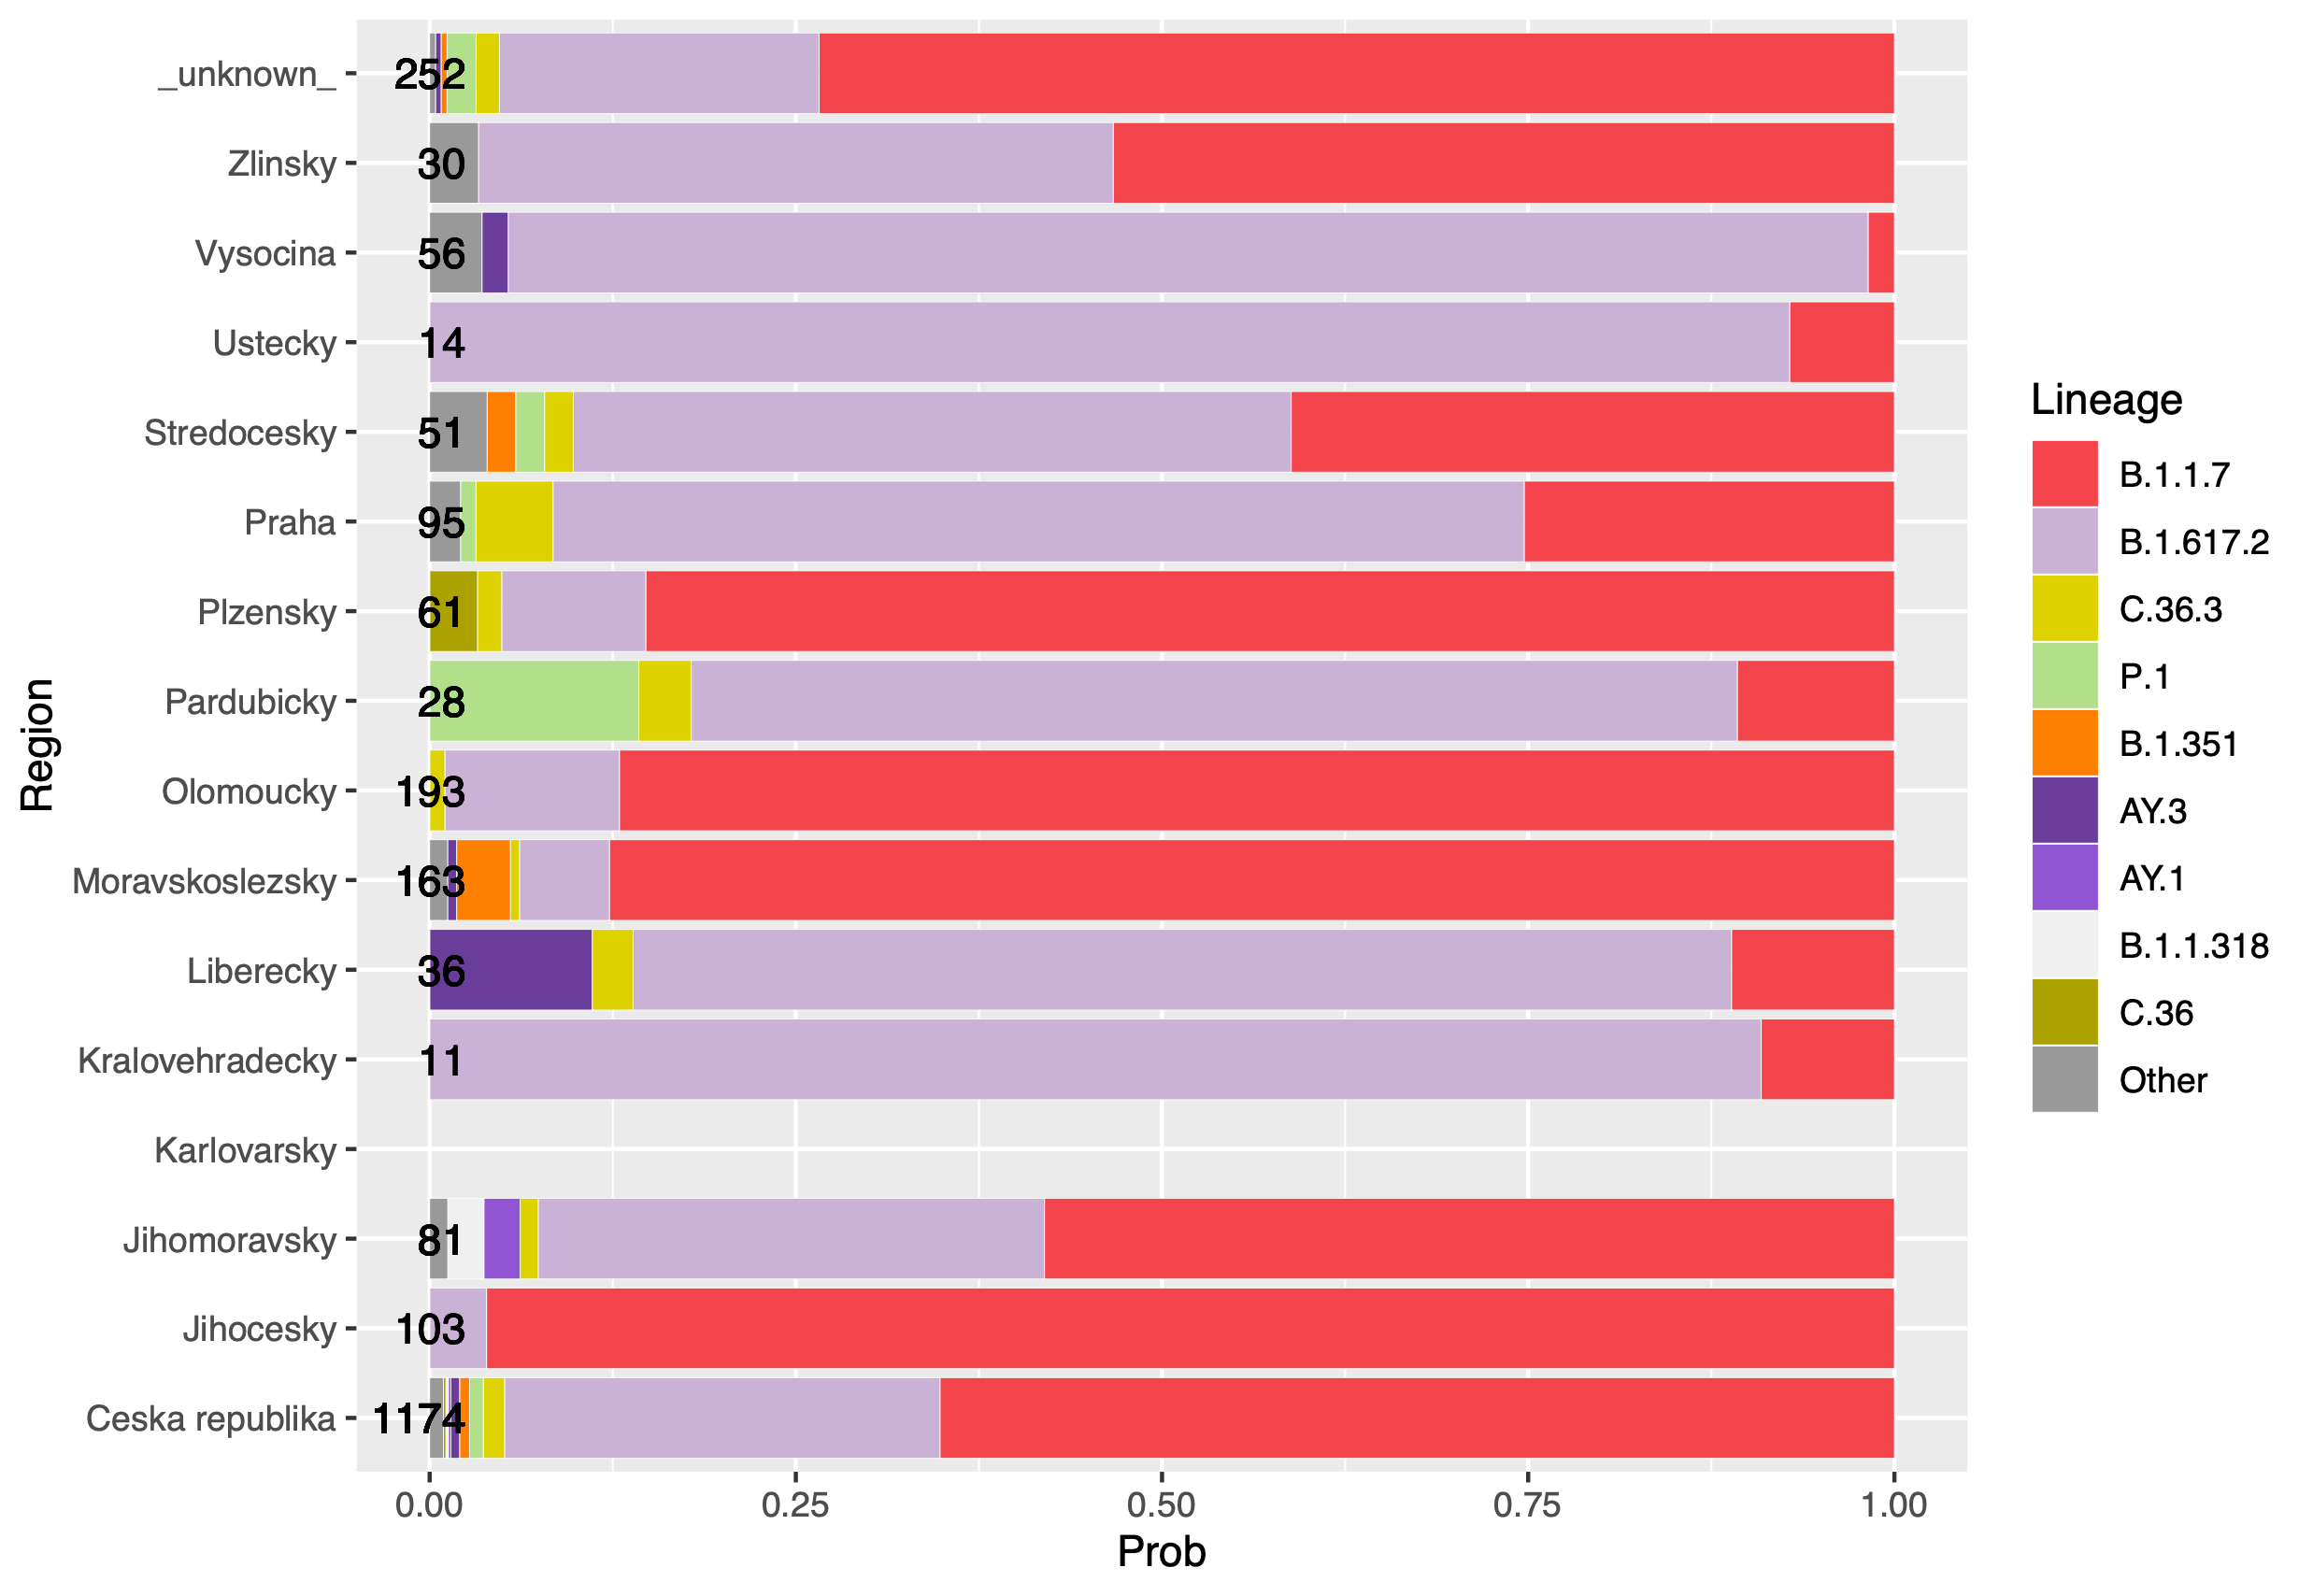 _unknown_ 252
Zlinsky 30
Vysocina 56
Ustecky 14
Stredocesky 51
Praha 95
Plzensky 61
Pardubicky 28
Olomoucky 193
Moravskoslezsky 163
Liberecky 36
Kralovehradecky 11
Karlovarsky
Jihomoravsky 81
Jihocesky 103
Ceska republika 1174
Region
0.00 0.25 0.50 0.75 1.00
Prob
Lineage
B.1.1.7
B.1.617.2
C.36.3
P.1
B.1.351
AY.3
AY.1
B.1.1.318
C.36
Other